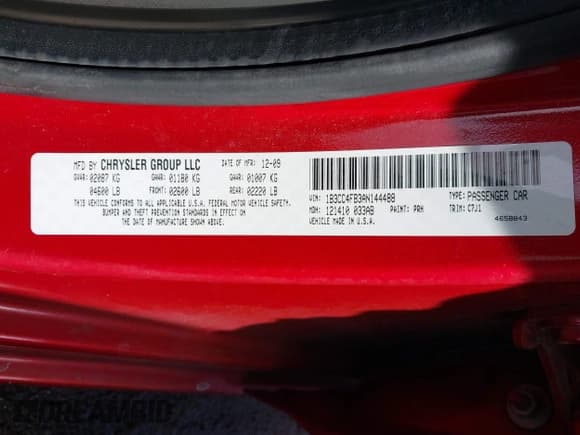 MFD BY CHRYSLER GROUP LLC DATE OF MFR: 12-09
GVWR: 02087 KG GAWR: 01180 KG GAWR: 01007 KG
04600 LB FRONT: 02600 LB REAR: 02220 LB
THIS VEHICLE CONFORMS TO ALL APPLICABLE U.S.A. FEDERAL MOTOR VEHICLE SAFETY,
BUMPER AND THEFT PREVENTION STANDARDS IN EFFECT ON
THE DATE OF MANUFACTURE SHOWN ABOVE.
VIN: 1B3CC4FB3AN144488 TYPE: PASSENGER CAR
MDH: 121410 033AB PAINT: PRH TRIM: C7J1
VEHICLE MADE IN U.S.A. 4658843
DREAMBID